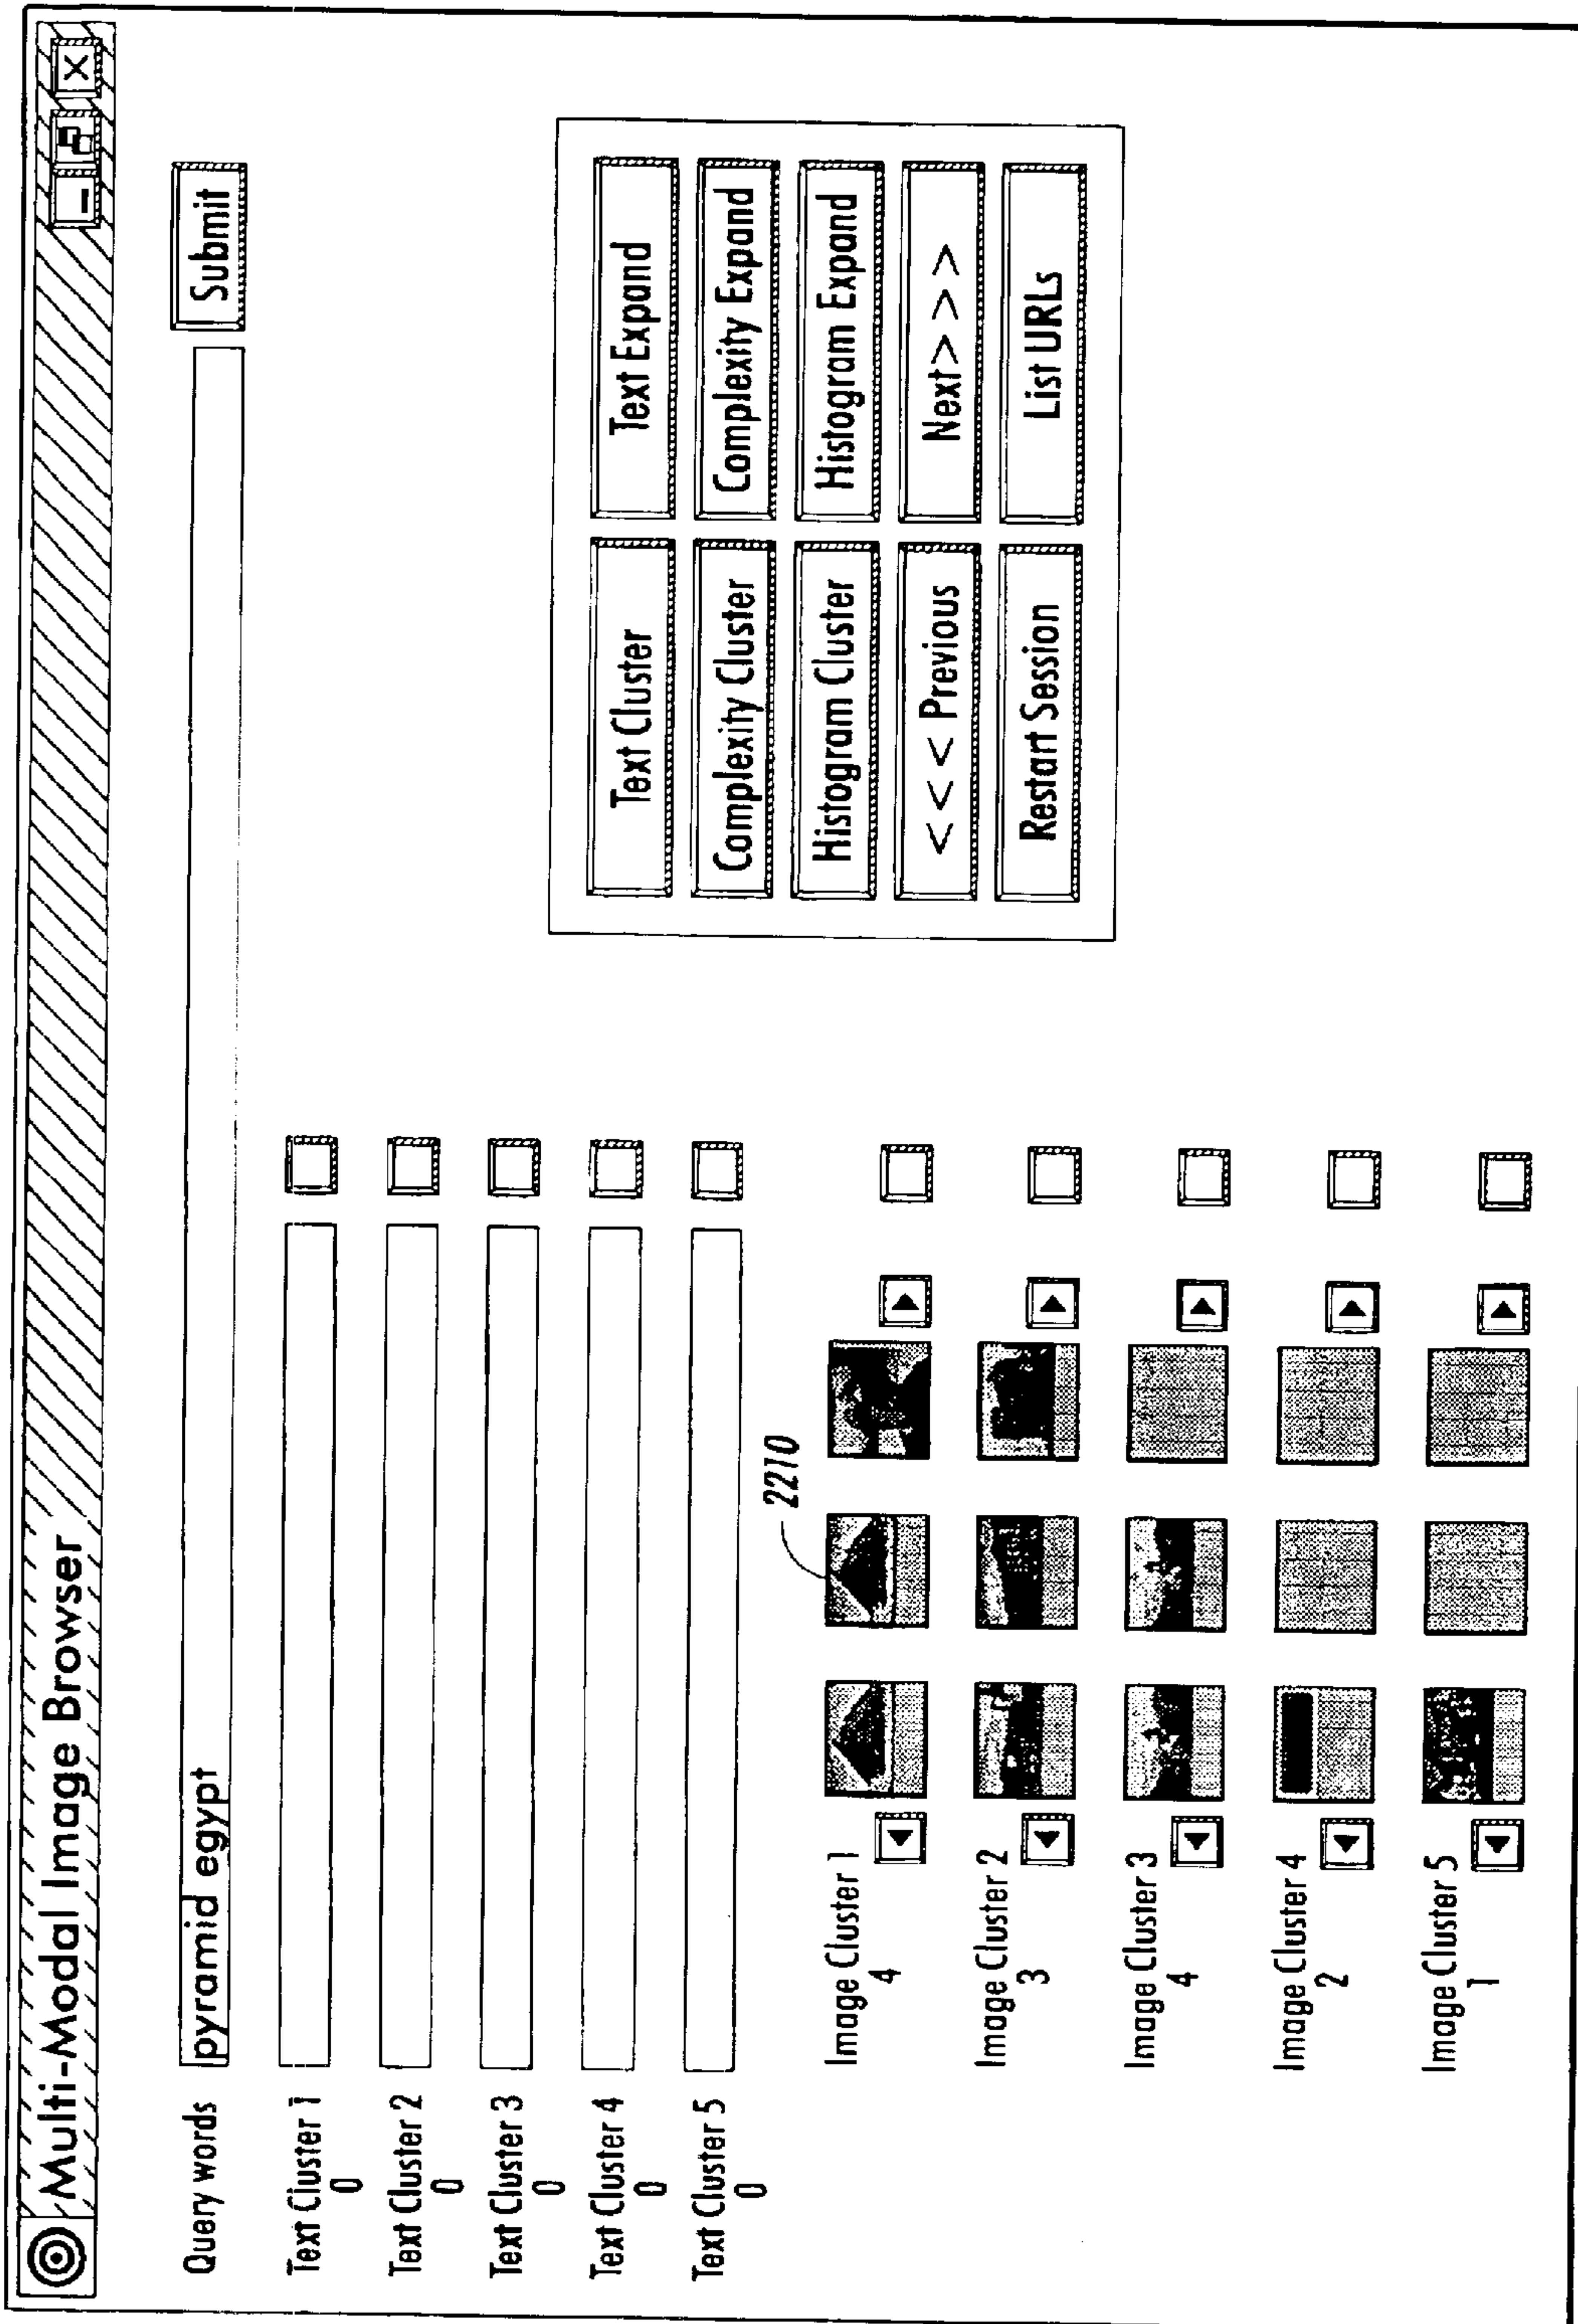 Multi-Modal Image Browser
Query words pyramid egypt Submit
Text Cluster 1
0
Text Cluster 2
0
Text Cluster 3
0
Text Cluster 4
0
Text Cluster 5
0
Text Cluster Text Expand
Complexity Cluster Complexity Expand
Histogram Cluster Histogram Expand
< < < Previous Next > > >
Restart Session List URLs
2210
Image Cluster 1
4
Image Cluster 2
3
Image Cluster 3
4
Image Cluster 4
2
Image Cluster 5
1